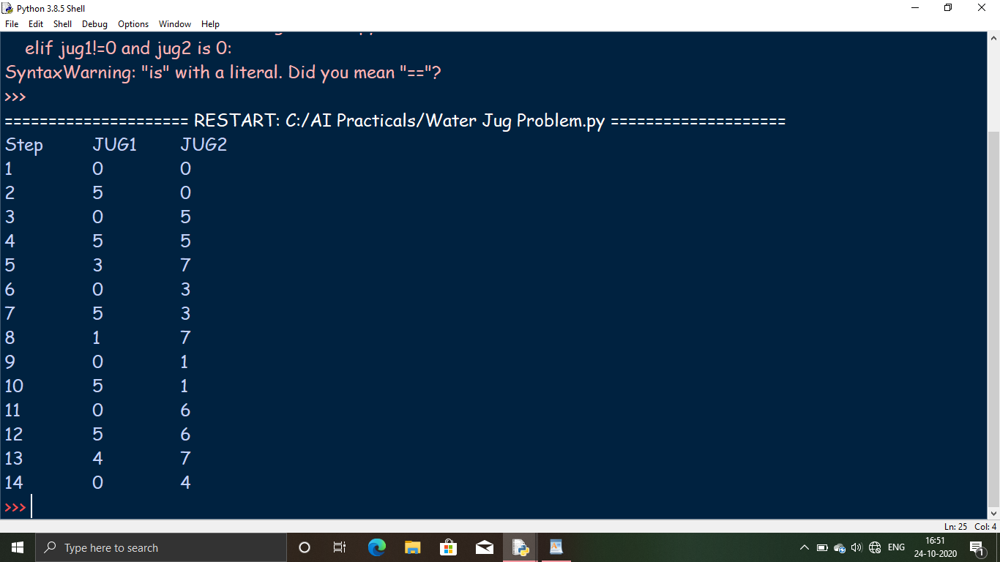 Python 3.8.5 Shell
File Edit Shell Debug Options Window Help
elif jug1!=0 and jug2 is 0:
SyntaxWarning: "is" with a literal. Did you mean "=="?
>>>
===================== RESTART: C:/AI Practicals/Water Jug Problem.py ====================
Step JUG1 JUG2
1 0 0
2 5 0
3 0 5
4 5 5
5 3 7
6 0 3
7 5 3
8 1 7
9 0 1
10 5 1
11 0 6
12 5 6
13 4 7
14 0 4
>>>
Ln: 25 Col: 4
Type here to search
ENG
16:51
24-10-2020
1